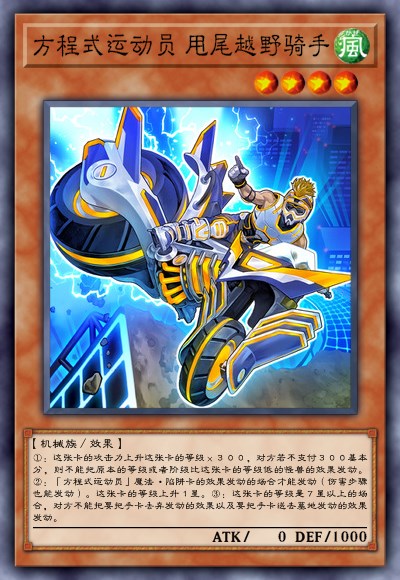 方程式运动员 甩尾越野骑手
風
【机械族／效果】
①：这张卡的攻击力上升这张卡的等级×３００，对方若不支付３００基本
分，则不能把原本的等级或者阶级比这张卡的等级低的怪兽的效果发动。
②：「方程式运动员」魔法·陷阱卡的效果发动的场合才能发动（伤害步骤
也能发动）。这张卡的等级上升１星。③：这张卡的等级是７星以上的场
合，对方不能把要把手卡丢弃发动的效果以及要把手卡送去墓地发动的效果
发动。
ATK/ 0 DEF/1000